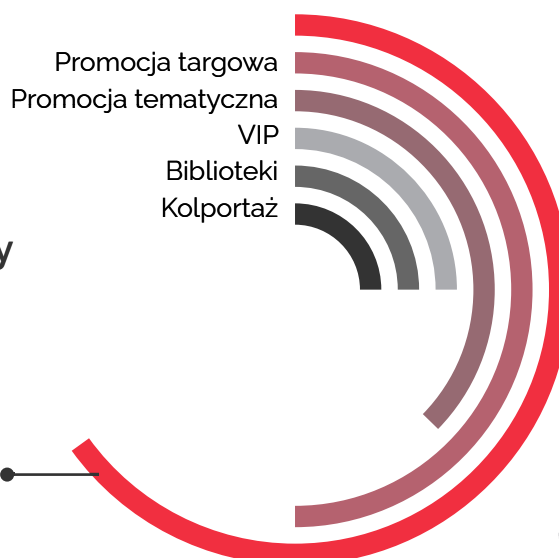 Promocja targowa
Promocja tematyczna
VIP
Biblioteki
Kolportaż
y